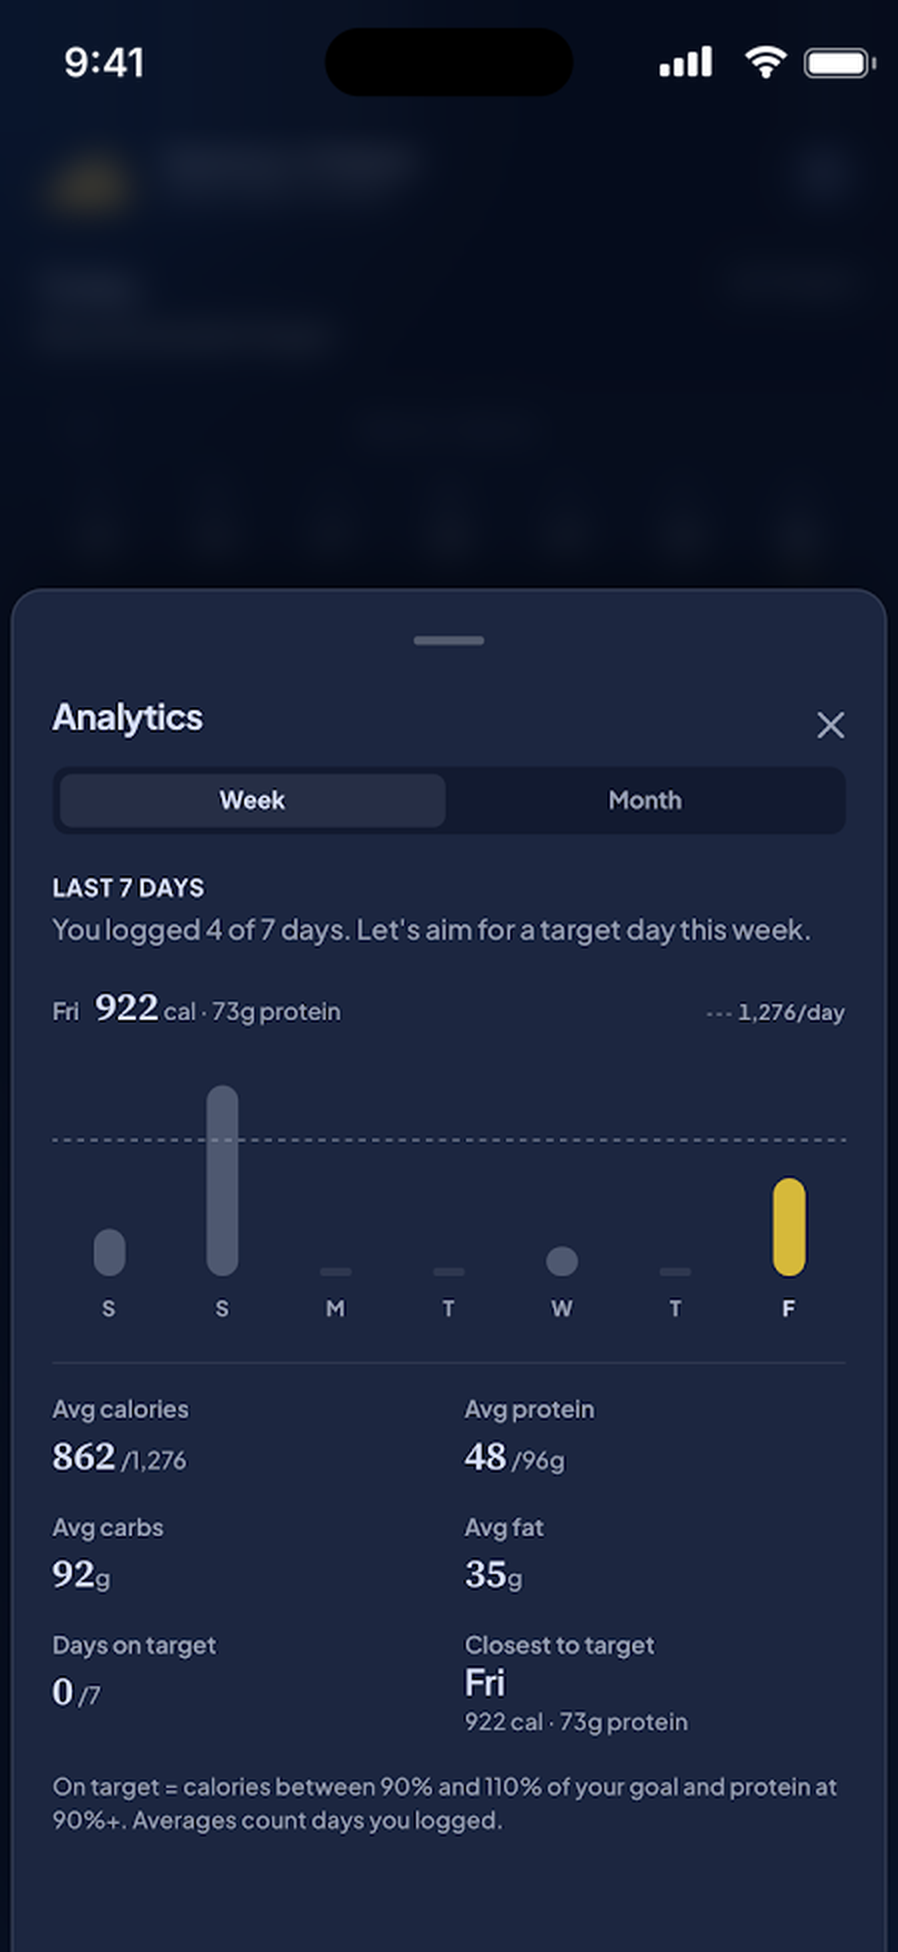 9:41
Analytics
Week Month
LAST 7 DAYS
You logged 4 of 7 days. Let's aim for a target day this week.
Fri 922 cal · 73g protein --- 1,276/day
S S M T W T F
Avg calories Avg protein
862 /1,276 48 /96g
Avg carbs Avg fat
92g 35g
Days on target Closest to target
0 /7 Fri
922 cal · 73g protein
On target = calories between 90% and 110% of your goal and protein at
90%+. Averages count days you logged.